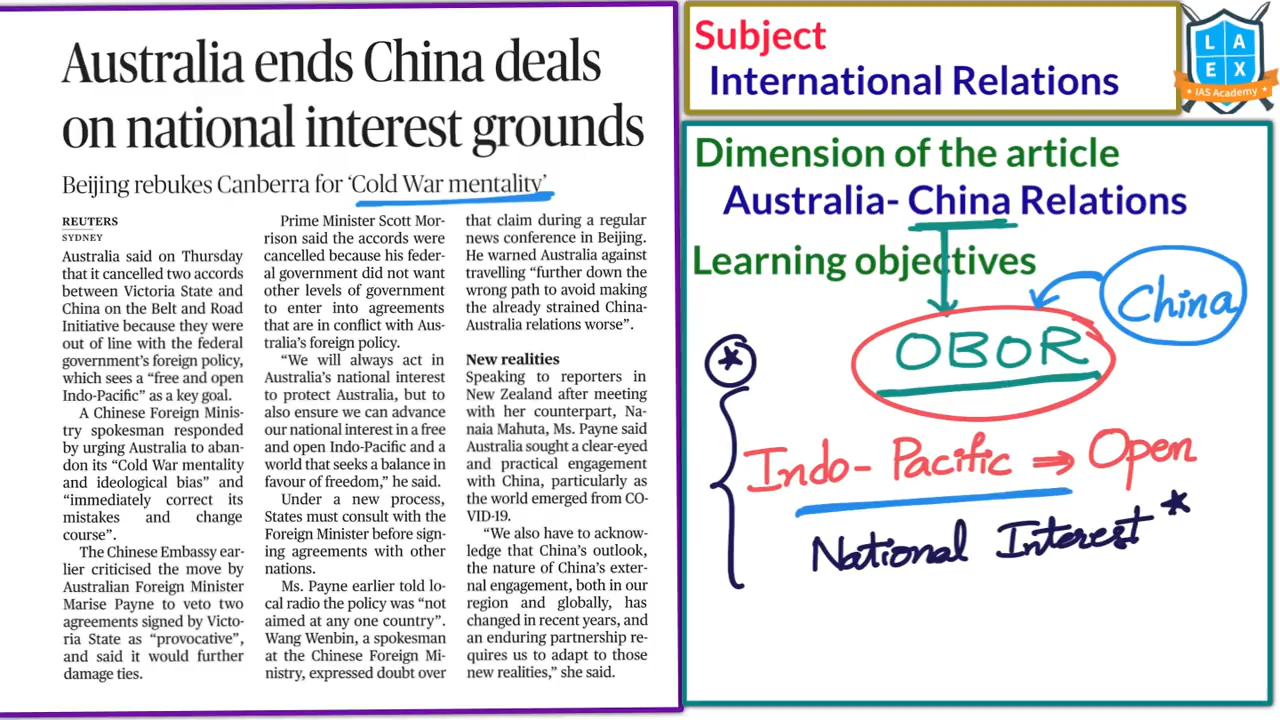 Australia ends China deals
on national interest grounds
Beijing rebukes Canberra for ‘Cold War mentality’
REUTERS
SYDNEY
Australia said on Thursday
that it cancelled two accords
between Victoria State and
China on the Belt and Road
Initiative because they were
out of line with the federal
government’s foreign policy,
which sees a “free and open
Indo-Pacific” as a key goal.
A Chinese Foreign Minis-
try spokesman responded
by urging Australia to aban-
don its “Cold War mentality
and ideological bias” and
“immediately correct its
mistakes and change
course”.
The Chinese Embassy ear-
lier criticised the move by
Australian Foreign Minister
Marise Payne to veto two
agreements signed by Victo-
ria State as “provocative”,
and said it would further
damage ties.
Prime Minister Scott Mor-
rison said the accords were
cancelled because his feder-
al government did not want
other levels of government
to enter into agreements
that are in conflict with Aus-
tralia’s foreign policy.
“We will always act in
Australia’s national interest
to protect Australia, but to
also ensure we can advance
our national interest in a free
and open Indo-Pacific and a
world that seeks a balance in
favour of freedom,” he said.
Under a new process,
States must consult with the
Foreign Minister before sign-
ing agreements with other
nations.
Ms. Payne earlier told lo-
cal radio the policy was “not
aimed at any one country”.
Wang Wenbin, a spokesman
at the Chinese Foreign Mi-
nistry, expressed doubt over
that claim during a regular
news conference in Beijing.
He warned Australia against
travelling “further down the
wrong path to avoid making
the already strained China-
Australia relations worse”.
New realities
Speaking to reporters in
New Zealand after meeting
with her counterpart, Na-
naia Mahuta, Ms. Payne said
Australia sought a clear-eyed
and practical engagement
with China, particularly as
the world emerged from CO-
VID-19.
“We also have to acknow-
ledge that China’s outlook,
the nature of China’s exter-
nal engagement, both in our
region and globally, has
changed in recent years, and
an enduring partnership re-
quires us to adapt to those
new realities,” she said.
Subject
International Relations
LA
EX
IAS Academy
Dimension of the article
Australia- China Relations
Learning objectives
China
OBOR
Indo-Pacific ⇒ Open
National Interest*